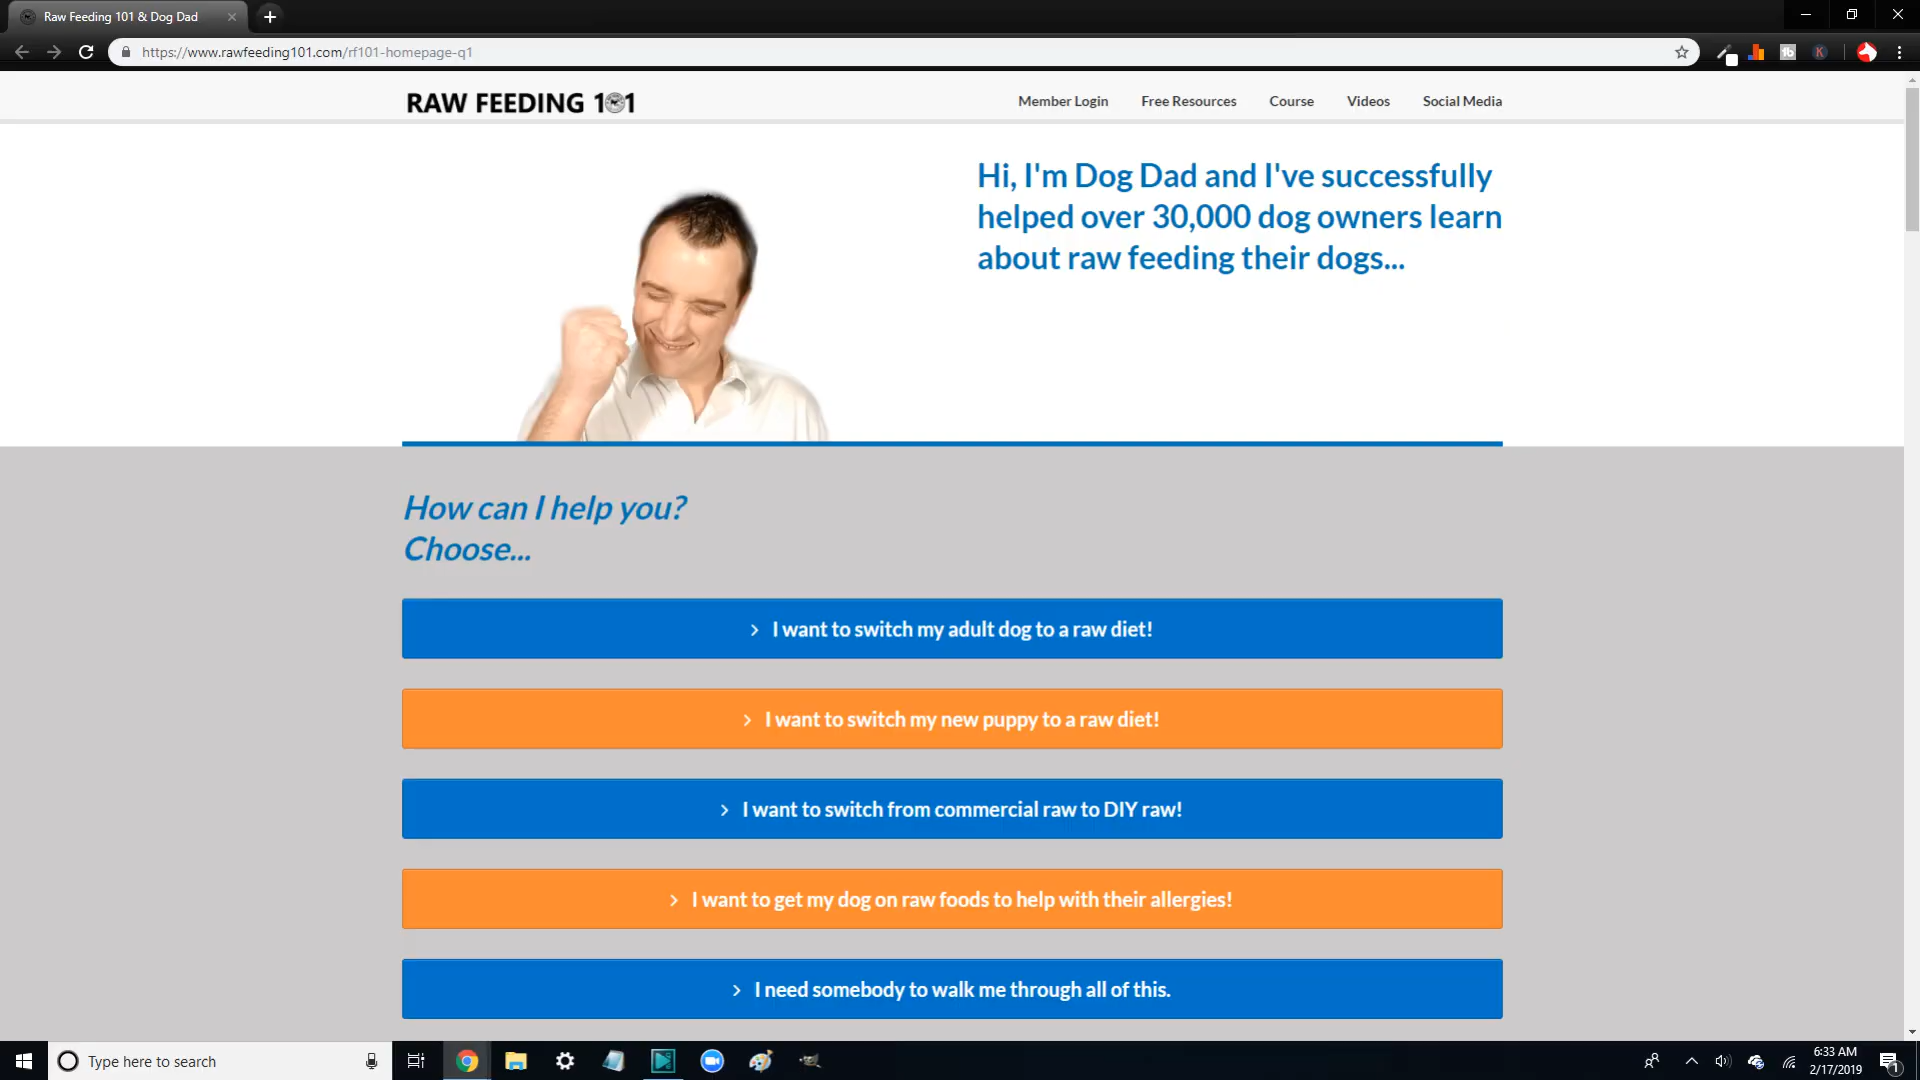 Raw Feeding 101 & Dog Dad
https://www.rawfeeding101.com/rf101-homepage-q1
RAW FEEDING 101
Member Login
Free Resources
Course
Videos
Social Media
Hi, I'm Dog Dad and I've successfully
helped over 30,000 dog owners learn
about raw feeding their dogs...
How can I help you?
Choose...
I want to switch my adult dog to a raw diet!
I want to switch my new puppy to a raw diet!
I want to switch from commercial raw to DIY raw!
I want to get my dog on raw foods to help with their allergies!
I need somebody to walk me through all of this.
Type here to search
6:33 AM
2/17/2019
1